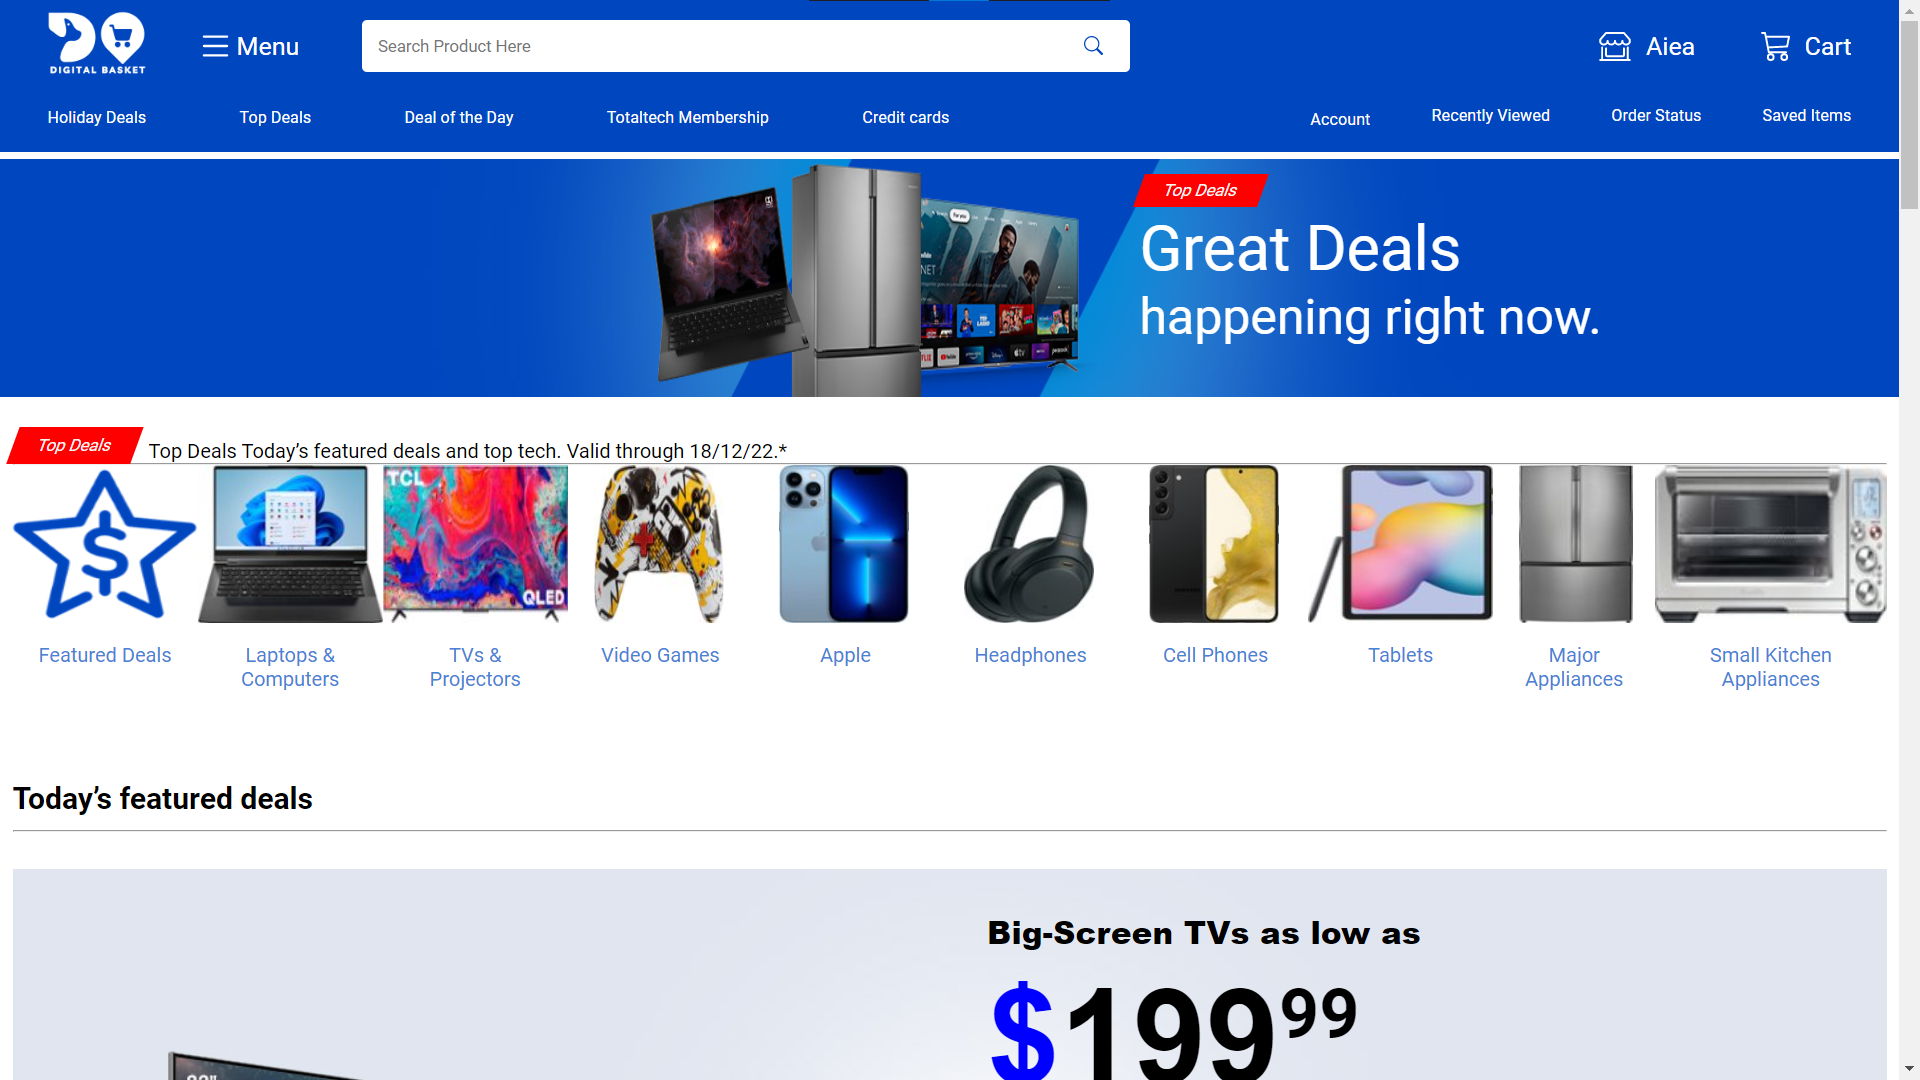 DIGITAL BASKET
Menu
Search Product Here
Aiea
Cart
Holiday Deals
Top Deals
Deal of the Day
Totaltech Membership
Credit cards
Account
Recently Viewed
Order Status
Saved Items
Top Deals
Great Deals
happening right now.
Top Deals
Top Deals Today’s featured deals and top tech. Valid through 18/12/22.*
TCL
QLED
Featured Deals
Laptops &
Computers
TVs &
Projectors
Video Games
Apple
Headphones
Cell Phones
Tablets
Major
Appliances
Small Kitchen
Appliances
Today’s featured deals
Big-Screen TVs as low as
$19999